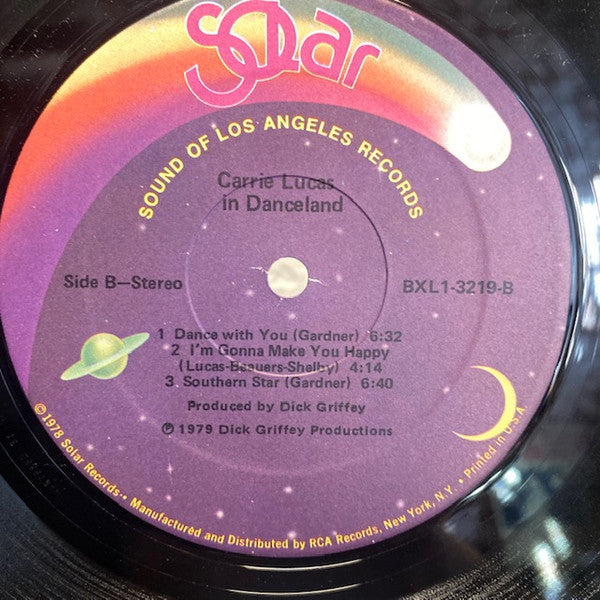 Solar
SOUND OF LOS ANGELES RECORDS
Carrie Lucas
in Danceland
Side B—Stereo
BXL1-3219-B
1 Dance with You (Gardner) 6:32
2 I'm Gonna Make You Happy
(Lucas-Beauers-Shelby) 4:14
3 Southern Star (Gardner) 6:40
Produced by Dick Griffey
℗ 1979 Dick Griffey Productions
©1978 Solar Records • Manufactured and Distributed by RCA Records, New York, N.Y. • Printed in U.S.A.